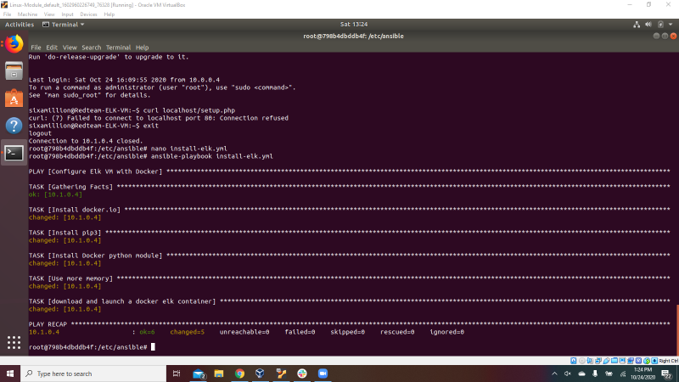 Linux-Module_default_1602980226749_76320 [Running] - Oracle VM VirtualBox
File Machine View Input Devices Help
Activities Terminal Sat 13:24
root@798b4dbddb4f: /etc/ansible
File Edit View Search Terminal Help
Run 'do-release-upgrade' to upgrade to it.
Last login: Sat Oct 24 16:09:55 2020 from 10.0.0.4
To run a command as administrator (user "root"), use "sudo <command>".
See "man sudo_root" for details.
sixam1llion@Redteam-ELK-VM:~$ curl localhost/setup.php
curl: (7) Failed to connect to localhost port 80: Connection refused
sixam1llion@Redteam-ELK-VM:~$ exit
logout
Connection to 10.1.0.4 closed.
root@798b4dbddb4f:/etc/ansible# nano install-elk.yml
root@798b4dbddb4f:/etc/ansible# ansible-playbook install-elk.yml
PLAY [Configure Elk VM with Docker]
TASK [Gathering Facts]
ok: [10.1.0.4]
TASK [Install docker.io]
changed: [10.1.0.4]
TASK [Install pip3]
changed: [10.1.0.4]
TASK [Install Docker python module]
changed: [10.1.0.4]
TASK [Use more memory]
changed: [10.1.0.4]
TASK [download and launch a docker elk container]
changed: [10.1.0.4]
PLAY RECAP
10.1.0.4 : ok=6 changed=5 unreachable=0 failed=0 skipped=0 rescued=0 ignored=0
root@798b4dbddb4f:/etc/ansible#
Right Ctrl
Type here to search
1:24 PM
10/24/2020